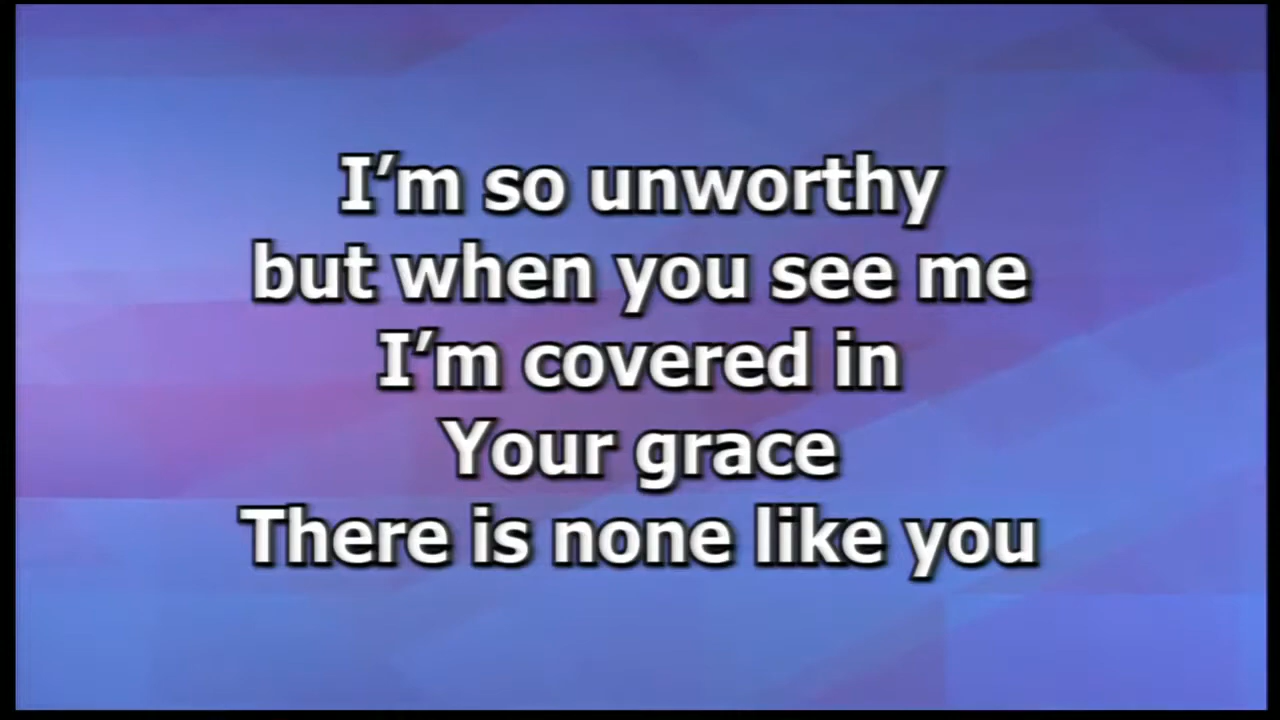 I’m so unworthy
but when you see me
I’m covered in
Your grace
There is none like you